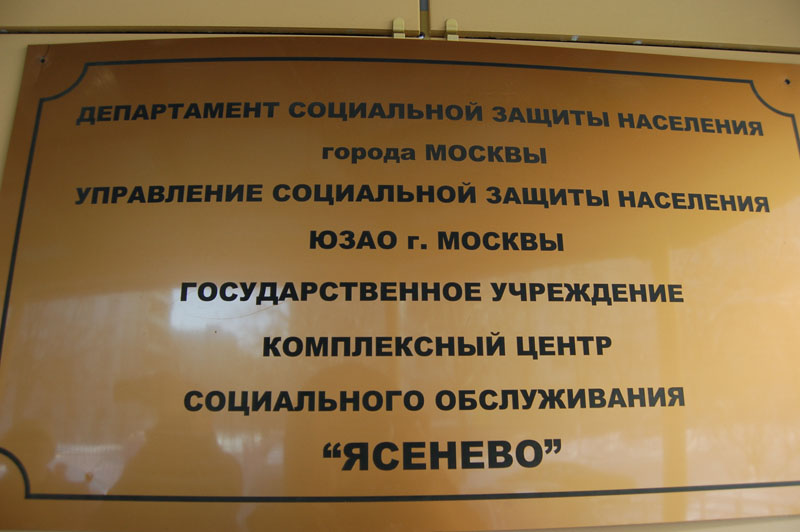 ДЕПАРТАМЕНТ СОЦИАЛЬНОЙ ЗАЩИТЫ НАСЕЛЕНИЯ
города МОСКВЫ
УПРАВЛЕНИЕ СОЦИАЛЬНОЙ ЗАЩИТЫ НАСЕЛЕНИЯ
ЮЗАО г. МОСКВЫ
ГОСУДАРСТВЕННОЕ УЧРЕЖДЕНИЕ
КОМПЛЕКСНЫЙ ЦЕНТР
СОЦИАЛЬНОГО ОБСЛУЖИВАНИЯ
“ЯСЕНЕВО”